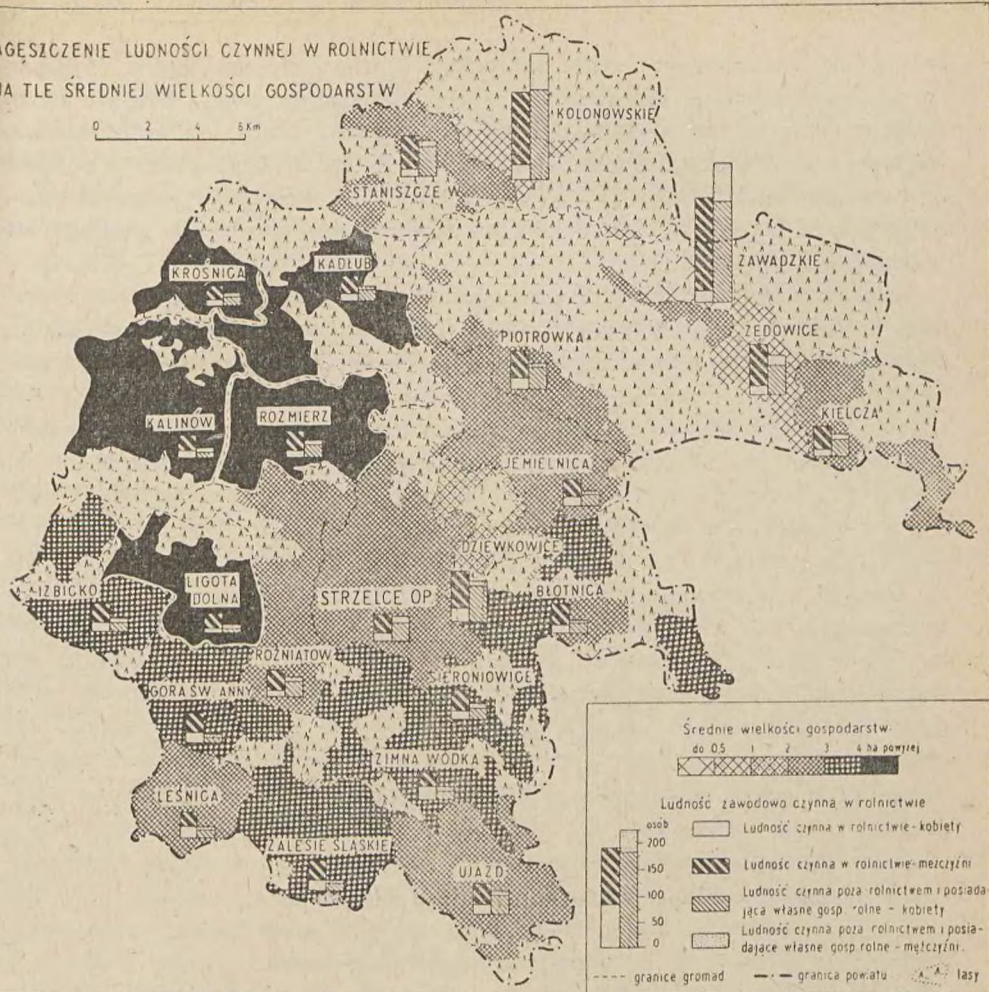 AGĘSZCZENIE LUDNOŚCI CZYNNEJ W ROLNICTWIE
NA TLE ŚREDNIEJ WIELKOŚCI GOSPODARSTW
0 2 4 6 Km
KOLONOWSKIE
STANISZCZE W.
ZAWADZKIE
KROŚNICA
KADŁUB
PIOTRÓWKA
ŻĘDOWICE
KIELCZA
KALINÓW
ROZMIERZ
JEMIELNICA
DZIEWKOWICE
IZBICKO
LIGOTA
DOLNA
STRZELCE OP.
BŁOTNICA
ROŻNIATÓW
SIERONIOWICE
GÓRA ŚW. ANNY
ZIMNA WÓDKA
LEŚNICA
ZALESIE ŚLĄSKIE
UJAZD
Średnie wielkości gospodarstw
do 0,5 1 2 3 4 ha powyżej
Ludność zawodowo czynna w rolnictwie
osób
200
150
100
50
0
Ludność czynna w rolnictwie - kobiety
Ludność czynna w rolnictwie - mężczyźni
Ludność czynna poza rolnictwem i posiada-
jąca własne gosp. rolne - kobiety
Ludność czynna poza rolnictwem i posia-
dające własne gosp. rolne - mężczyźni.
granice gromad granica powiatu lasy